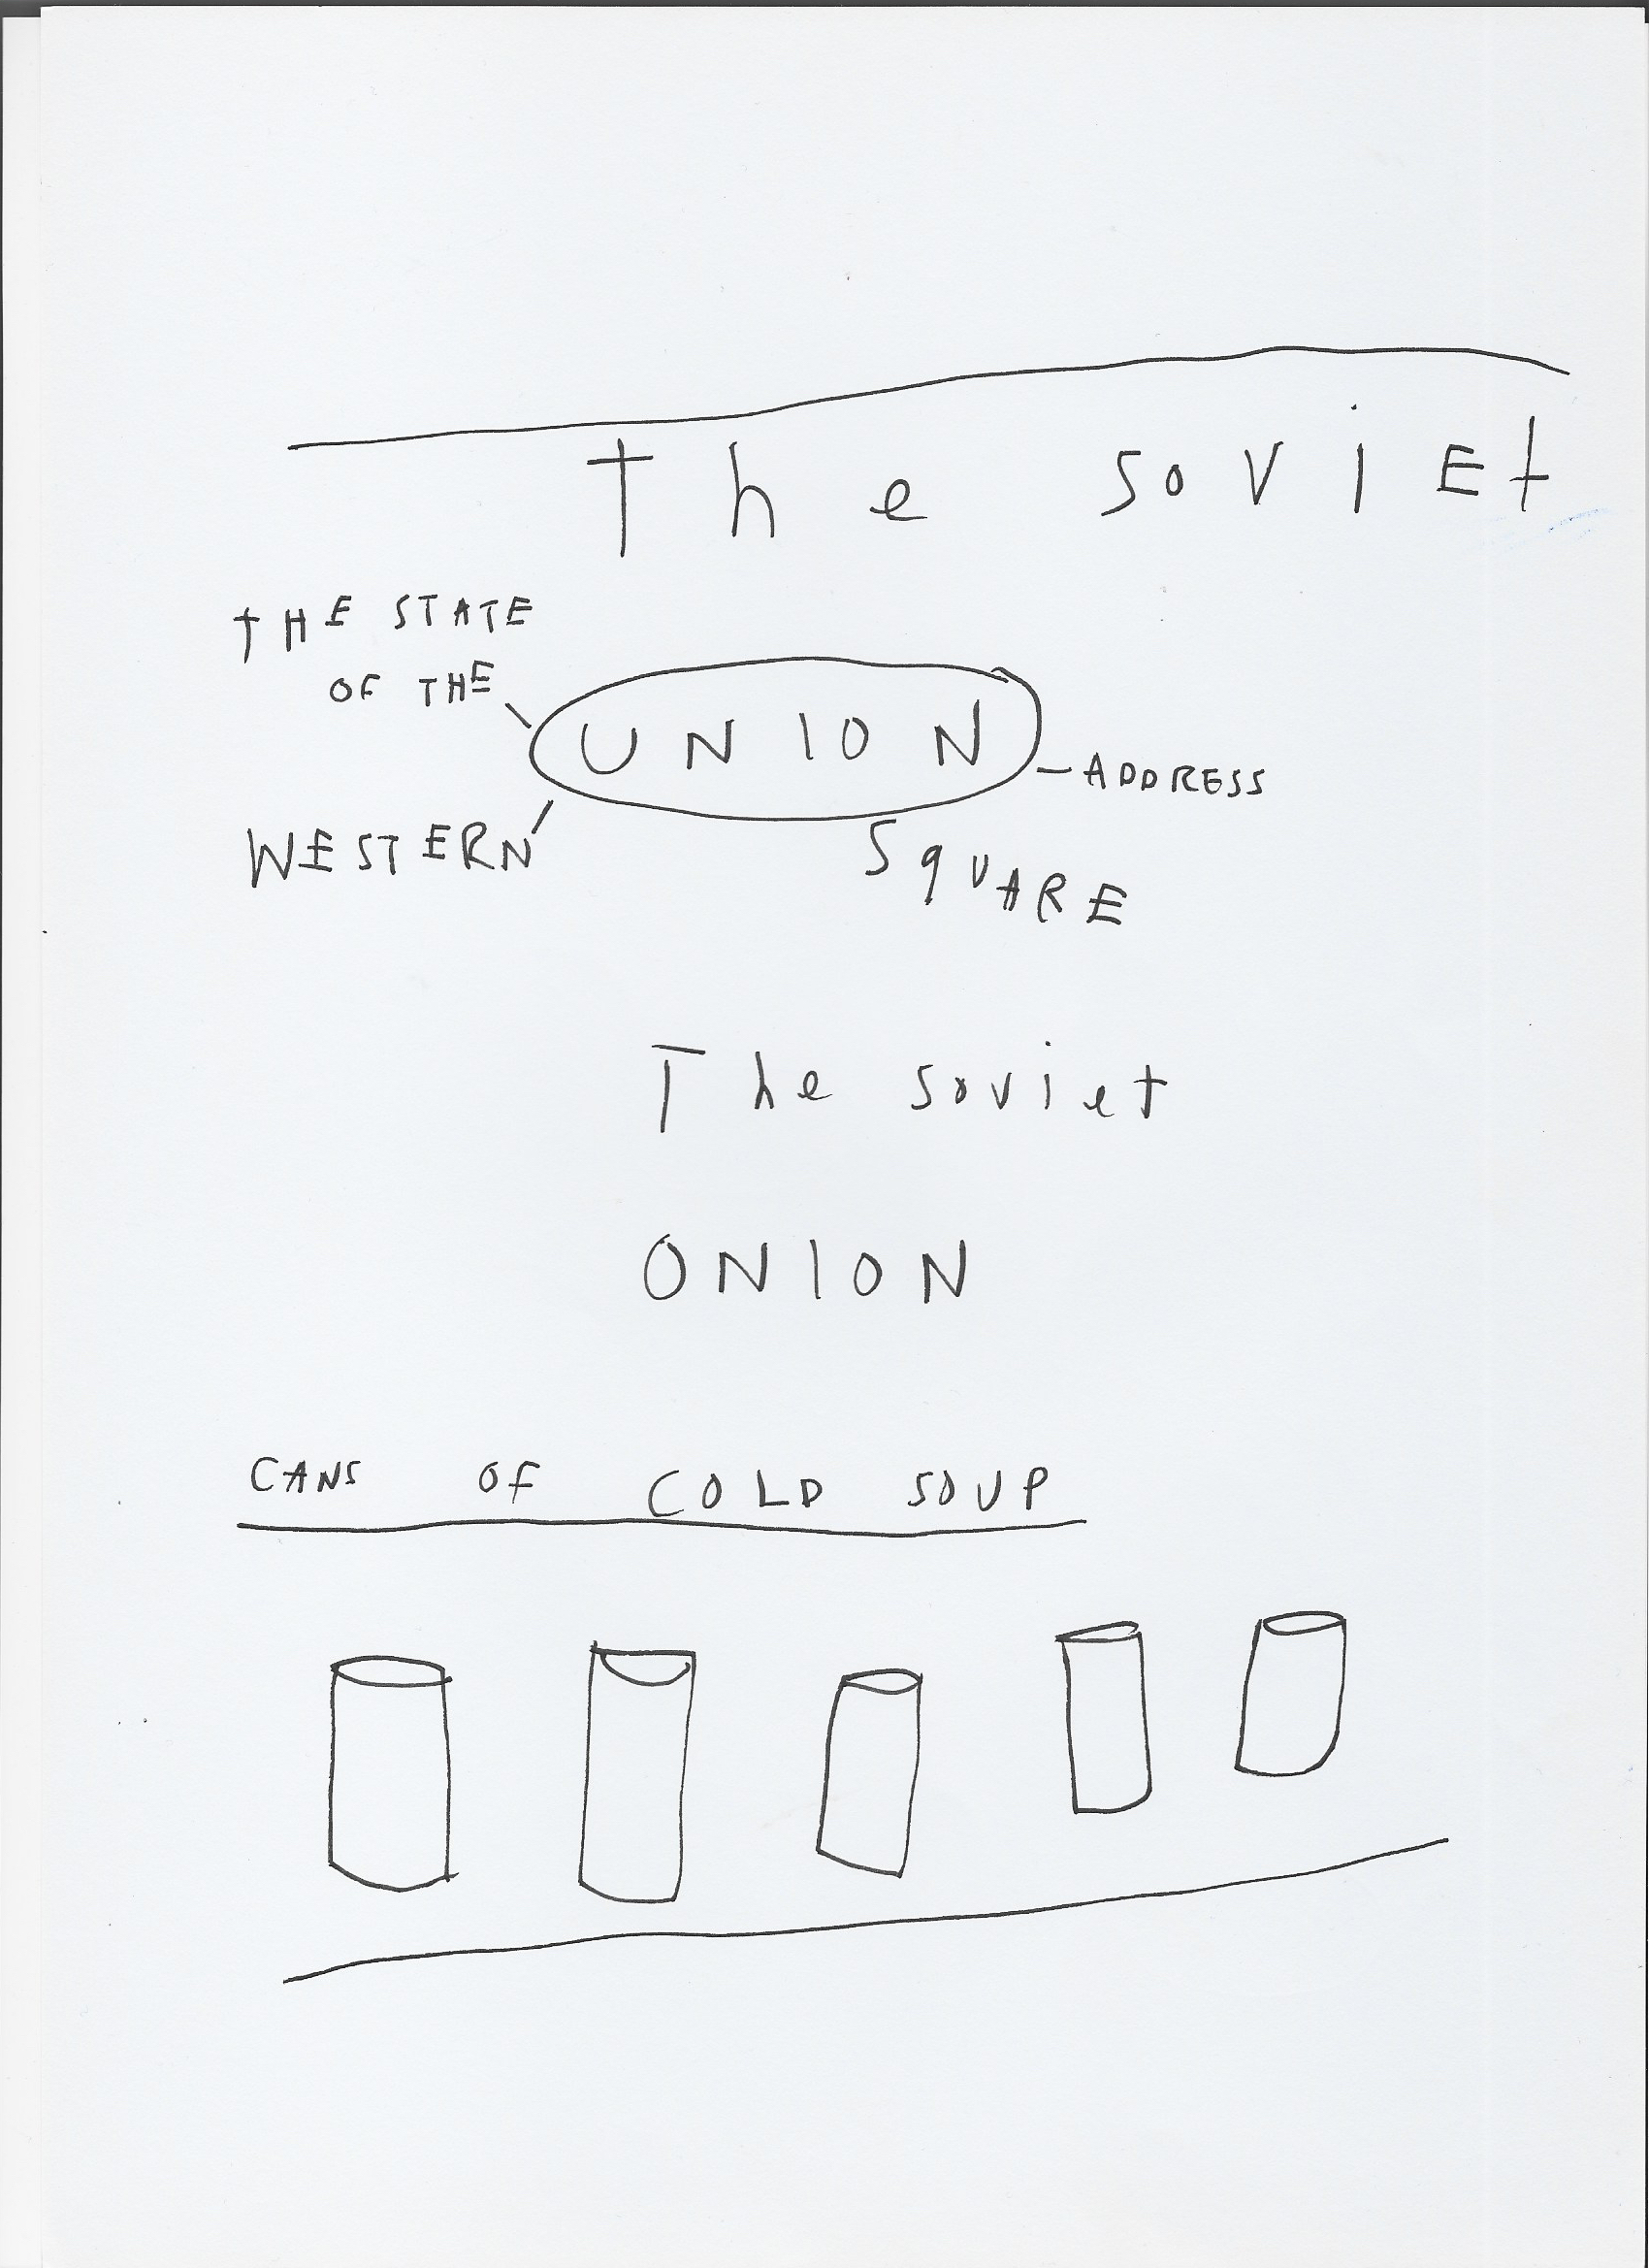 The soviEt
THE STATE
OF THE
UNION
ADDRESS
WESTERN
SqUARE
The soviet
ONION
CANS OF COLD SOUP